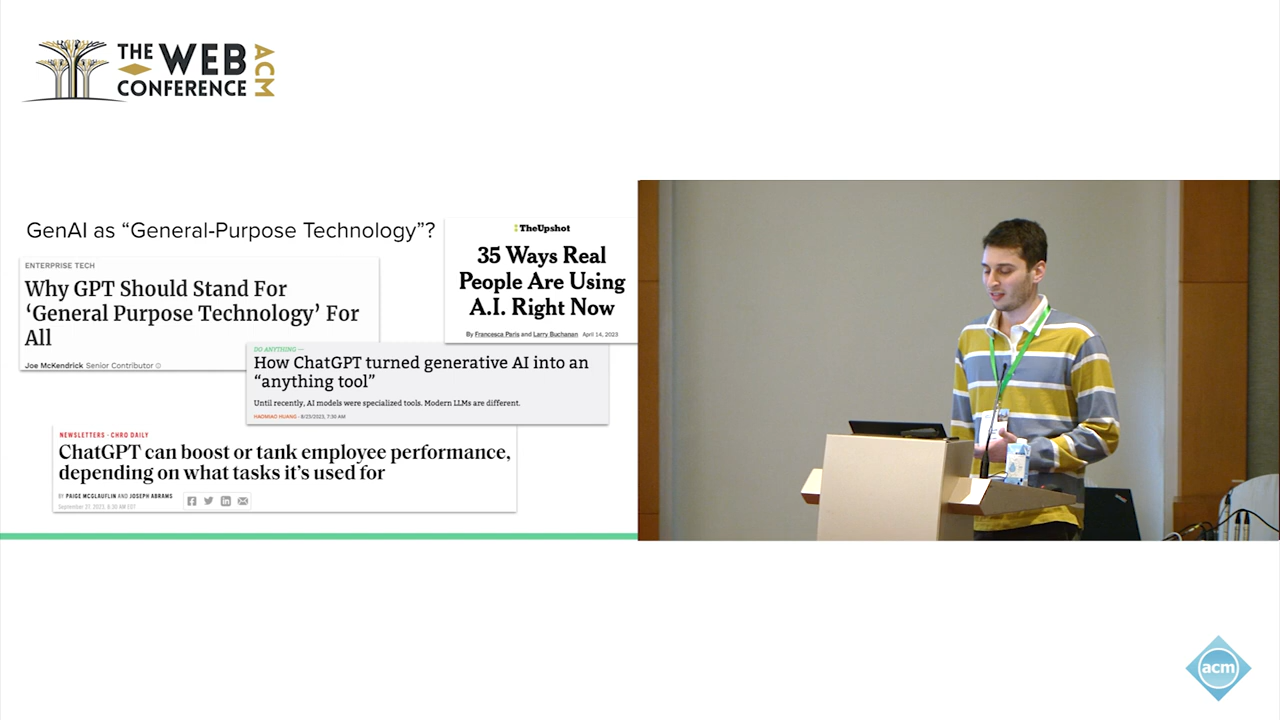 THE WEB
CONFERENCE
ACM
GenAI as “General-Purpose Technology”?
ENTERPRISE TECH
Why GPT Should Stand For
‘General Purpose Technology’ For
All
Joe McKendrick Senior Contributor
TheUpshot
35 Ways Real
People Are Using
A.I. Right Now
By Francesca Paris and Larry Buchanan April 14, 2023
DO ANYTHING —
How ChatGPT turned generative AI into an
“anything tool”
Until recently, AI models were specialized tools. Modern LLMs are different.
HAOMIAO HUANG - 8/23/2023, 7:30 AM
NEWSLETTERS - CHRO DAILY
ChatGPT can boost or tank employee performance,
depending on what tasks it’s used for
BY PAIGE MCGLAUFLIN AND JOSEPH ABRAMS
September 27, 2023, 8:30 AM EST
acm